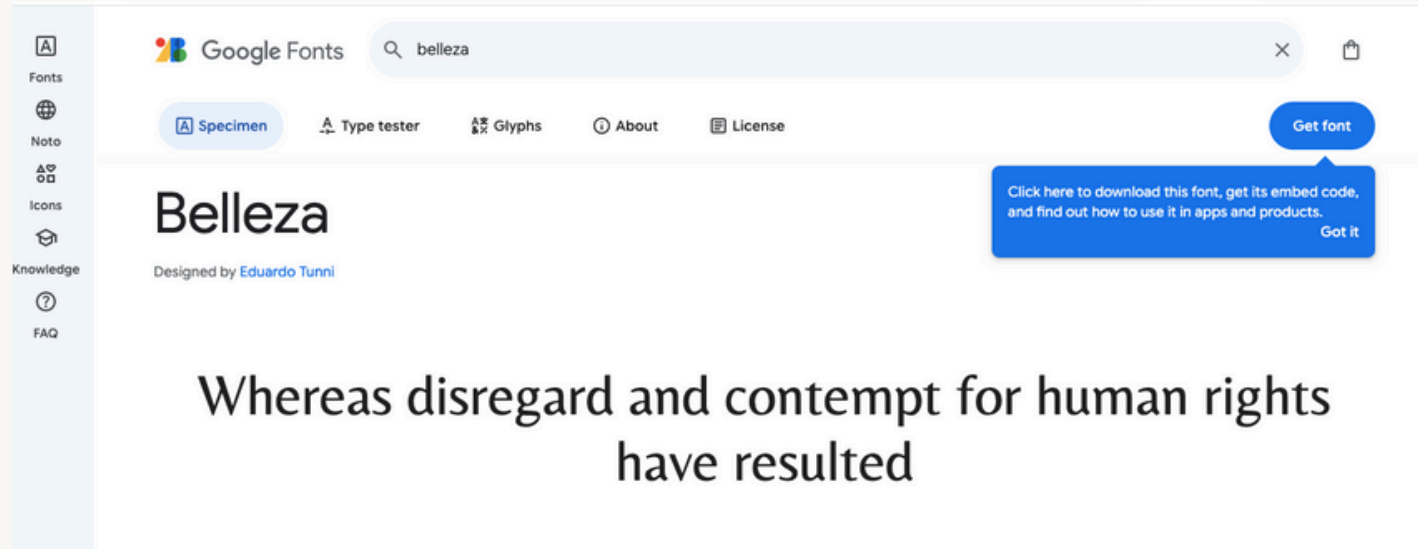 Fonts
Noto
Icons
Knowledge
FAQ
Google Fonts
belleza
Specimen
Type tester
Glyphs
About
License
Get font
Click here to download this font, get its embed code,
and find out how to use it in apps and products.
Got it
Belleza
Designed by Eduardo Tunni
Whereas disregard and contempt for human rights
have resulted